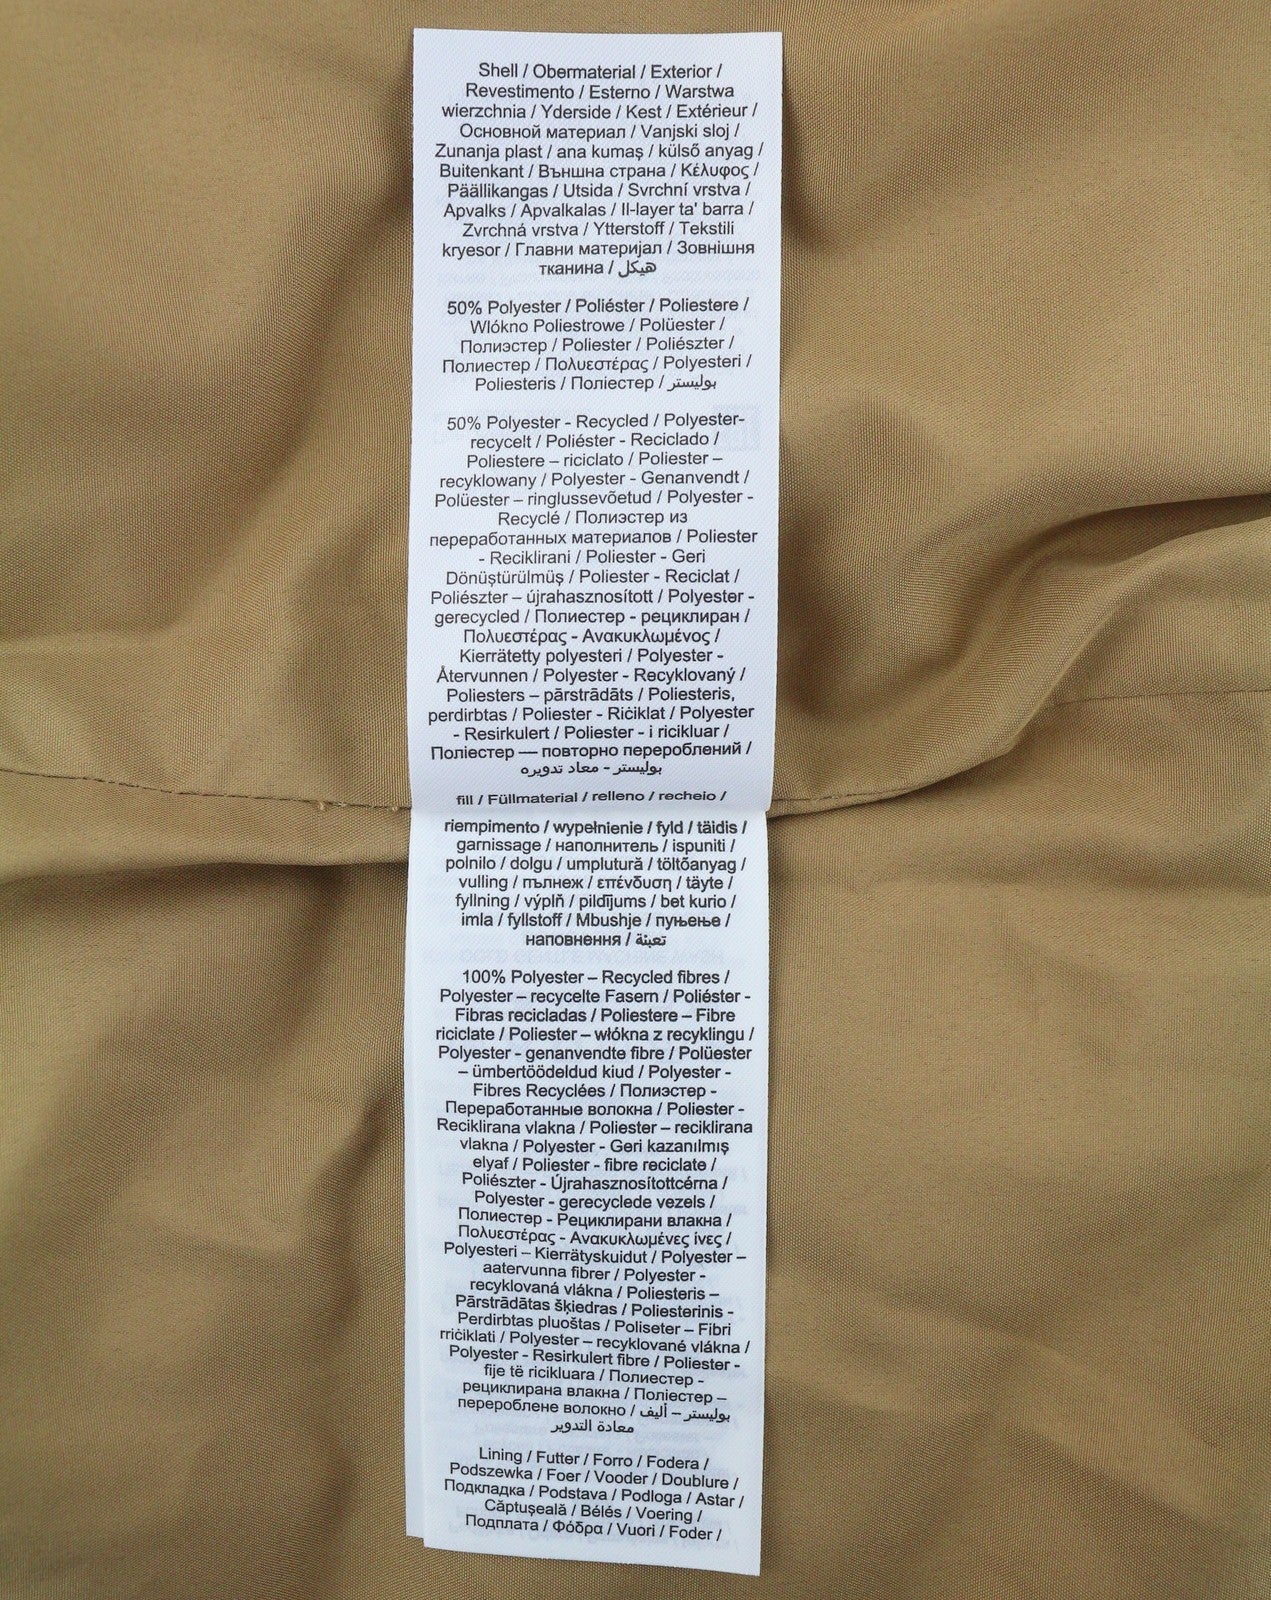 Shell / Obermaterial / Exterior /
Revestimento / Esterno / Warstwa
wierzchnia / Yderside / Kest / Extérieur /
Основной материал / Vanjski sloj /
Zunanja plast / ana kumaş / külső anyag /
Buitenkant / Външна страна / Κέλυφος /
Päällikangas / Utsida / Svrchní vrstva /
Apvalks / Apvalkalas / Il-layer ta' barra /
Zvrchná vrstva / Ytterstoff / Tekstili
kryesor / Главни материјал / Зовнішня
тканина / هيكل
50% Polyester / Poliéster / Poliestere /
Wlókno Poliestrowe / Polüester /
Полиэстер / Poliester / Poliészter /
Полиестер / Πολυεστέρας / Polyesteri /
Poliesteris / Поліестер / بوليستر
50% Polyester - Recycled / Polyester-
recycelt / Poliéster - Reciclado /
Poliestere – riciclato / Poliester –
recyklowany / Polyester - Genanvendt /
Polüester – ringlussevõetud / Polyester -
Recyclé / Полиэстер из
переработанных материалов / Poliester
- Reciklirani / Poliester - Geri
Dönüştürülmüş / Poliester - Reciclat /
Poliészter – újrahasznosított / Polyester -
gerecycled / Полиестер - рециклиран /
Πολυεστέρας - Ανακυκλωμένος /
Kierrätetty polyesteri / Polyester -
Återvunnen / Polyester - Recyklovaný /
Poliesters – pārstrādāts / Poliesteris,
perdirbtas / Poliester - Riċiklat / Polyester
- Resirkulert / Poliester - i ricikluar /
Поліестер — повторно перероблений /
بوليستر - معاد تدويره
fill / Füllmaterial / relleno / recheio /
riempimento / wypełnienie / fyld / täidis /
garnissage / наполнитель / ispuniti /
polnilo / dolgu / umplutură / töltőanyag /
vulling / пълнеж / επένδυση / täyte /
fyllning / výplň / pildījums / bet kurio /
imla / fyllstoff / Mbushje / пуњење /
наповнення / تعبئة
100% Polyester – Recycled fibres /
Polyester – recycelte Fasern / Poliéster -
Fibras recicladas / Poliestere – Fibre
riciclate / Poliester – włókna z recyklingu /
Polyester - genanvendte fibre / Polüester
– ümbertöödeldud kiud / Polyester -
Fibres Recyclées / Полиэстер -
Переработанные волокна / Poliester -
Reciklirana vlakna / Poliester – reciklirana
vlakna / Polyester - Geri kazanılmış
elyaf / Poliester - fibre reciclate /
Poliészter - Újrahasznosítottcérna /
Polyester - gerecyclede vezels /
Полиестер - Рециклирани влакна /
Πολυεστέρας - Ανακυκλωμένες ίνες /
Polyesteri – Kierrätyskuidut / Polyester –
aatervunna fibrer / Polyester -
recyklovaná vlákna / Poliesteris –
Pārstrādātas šķiedras / Poliesterinis -
Perdirbtas pluoštas / Poliseter – Fibri
rriċiklati / Polyester – recyklované vlákna /
Polyester - Resirkulert fibre / Poliester -
fije të ricikluara / Полиестер -
рециклирана влакна / Поліестер –
перероблене волокно / بوليستر – أليف
معادة التدوير
Lining / Futter / Forro / Fodera /
Podszewka / Foer / Vooder / Doublure /
Подкладка / Podstava / Podloga / Astar /
Căptuşeală / Bélés / Voering /
Подплата / Φόδρα / Vuori / Foder /